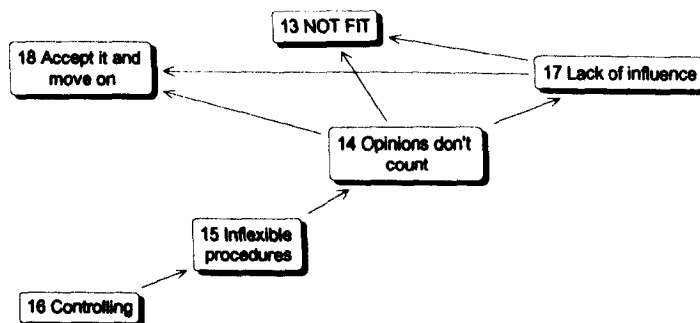 13 NOT FIT
18 Accept it and
move on
17 Lack of influence
14 Opinions don't
count
15 Inflexible
procedures
16 Controlling